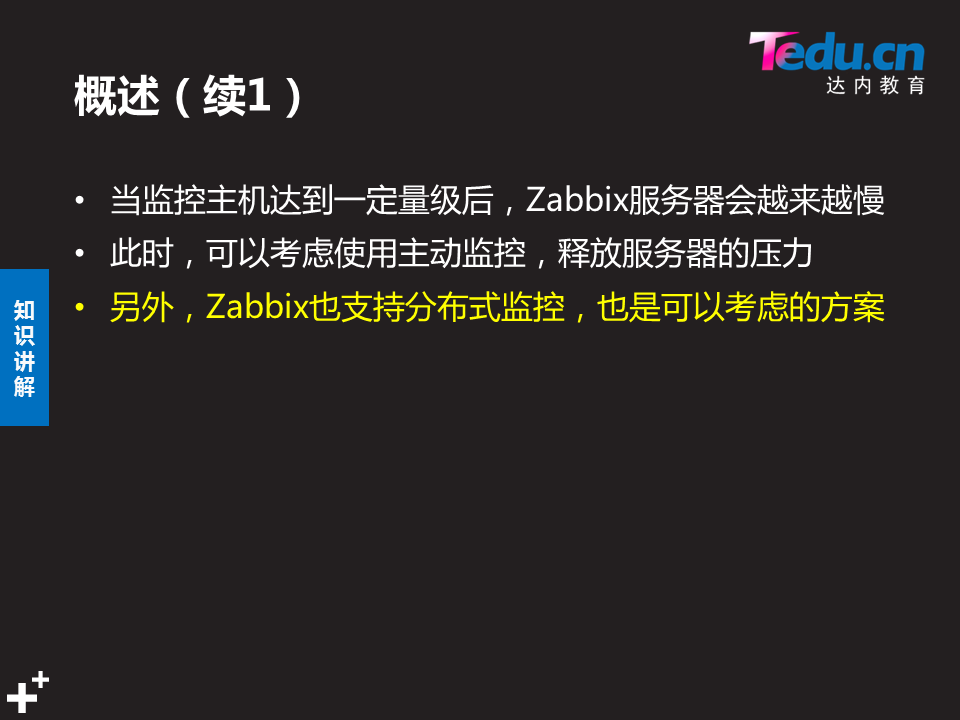 Tedu.cn
达内教育
概述（续1）
• 当监控主机达到一定量级后，Zabbix服务器会越来越慢
• 此时，可以考虑使用主动监控，释放服务器的压力
• 另外，Zabbix也支持分布式监控，也是可以考虑的方案
知
识
讲
解